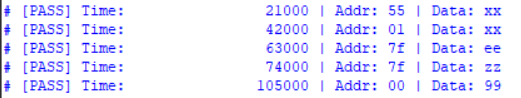 # [PASS] Time:                21000 | Addr: 55 | Data: xx
# [PASS] Time:                42000 | Addr: 01 | Data: xx
# [PASS] Time:                63000 | Addr: 7f | Data: ee
# [PASS] Time:                74000 | Addr: 7f | Data: zz
# [PASS] Time:               105000 | Addr: 00 | Data: 99